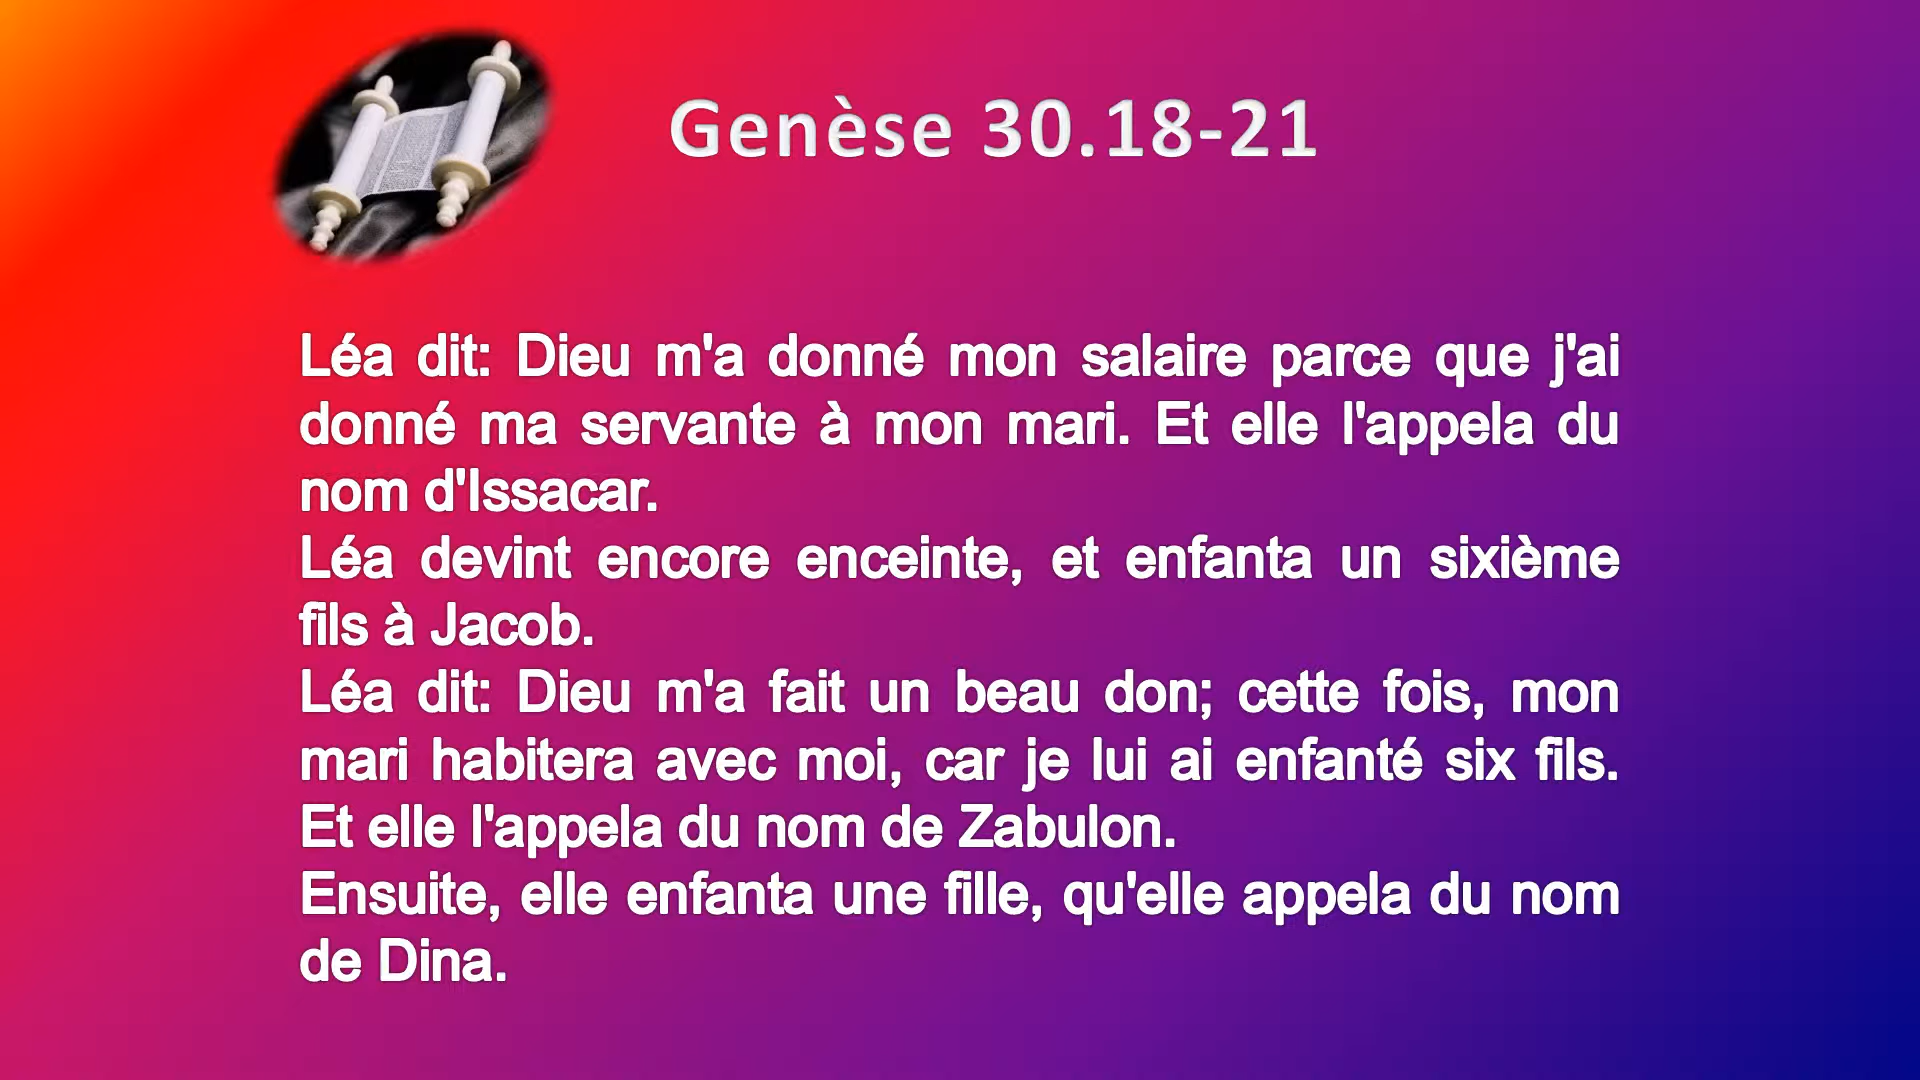 Genèse 30.18-21
Léa dit: Dieu m'a donné mon salaire parce que j'ai
donné ma servante à mon mari. Et elle l'appela du
nom d'Issacar.
Léa devint encore enceinte, et enfanta un sixième
fils à Jacob.
Léa dit: Dieu m'a fait un beau don; cette fois, mon
mari habitera avec moi, car je lui ai enfanté six fils.
Et elle l'appela du nom de Zabulon.
Ensuite, elle enfanta une fille, qu'elle appela du nom
de Dina.